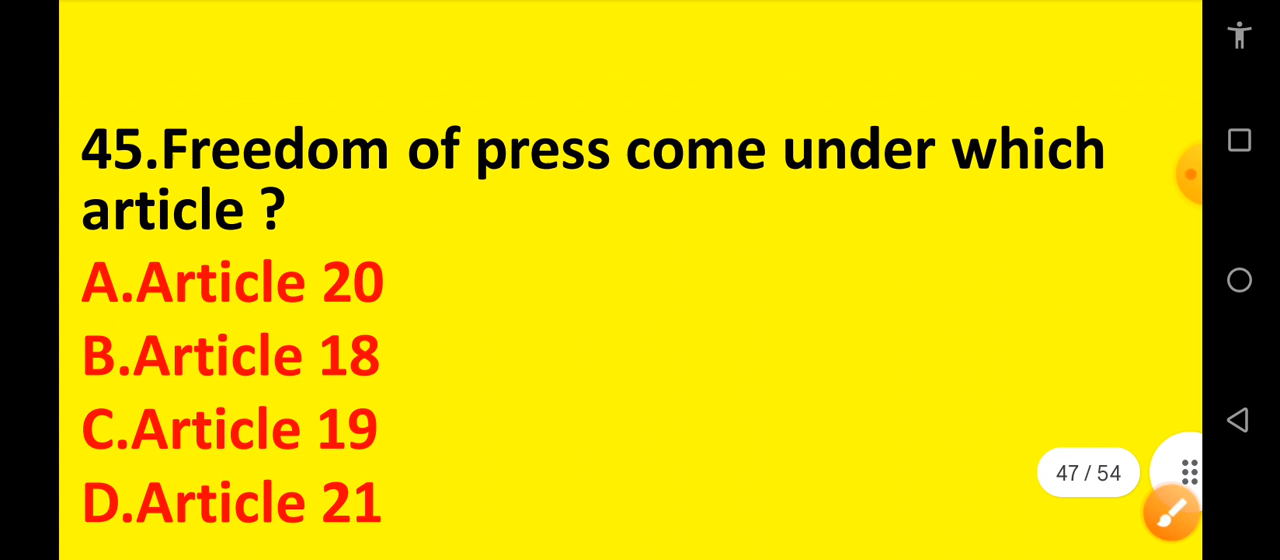 45.Freedom of press come under which
article ?
A.Article 20
B.Article 18
C.Article 19
D.Article 21
47 / 54